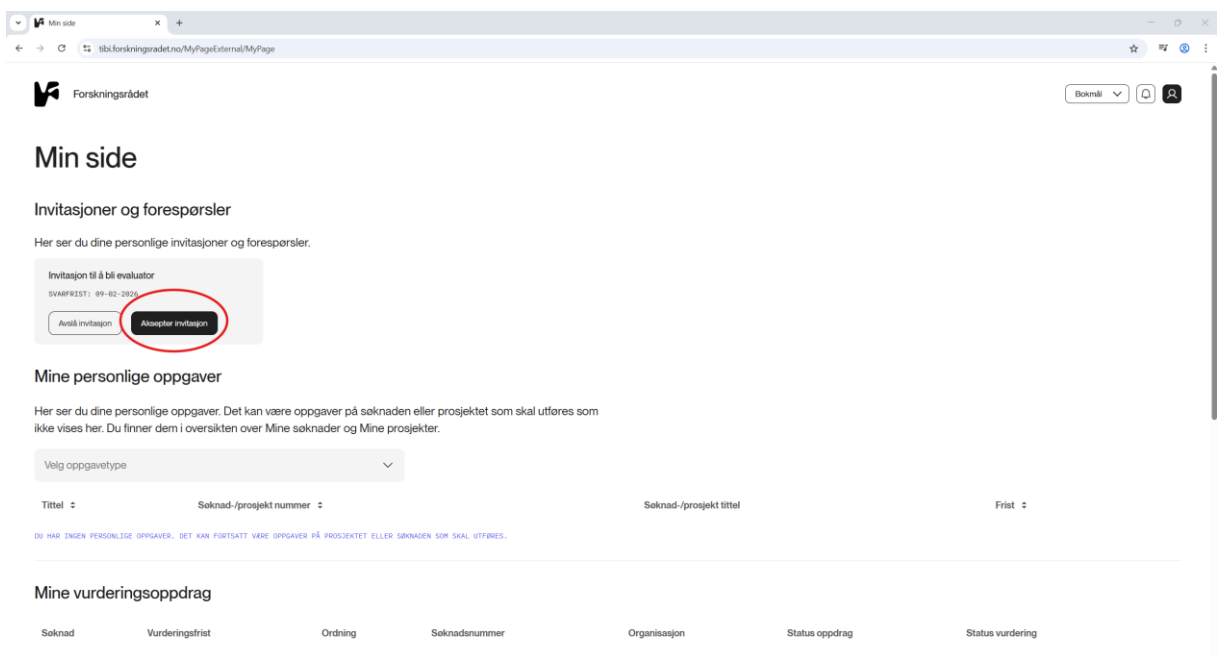 Min side
tibi.forskningsradet.no/MyPageExternal/MyPage
Forskningsrådet
Bokmål
Min side
Invitasjoner og forespørsler
Her ser du dine personlige invitasjoner og forespørsler.
Invitasjon til å bli evaluator
SVARFRIST: 09-02-2026
Avslå invitasjon
Aksepter invitasjon
Mine personlige oppgaver
Her ser du dine personlige oppgaver. Det kan være oppgaver på søknaden eller prosjektet som skal utføres som
ikke vises her. Du finner dem i oversikten over Mine søknader og Mine prosjekter.
Velg oppgavetype
Tittel Søknad-/prosjekt nummer Søknad-/prosjekt tittel Frist
DU HAR INGEN PERSONLIGE OPPGAVER. DET KAN FORTSATT VÆRE OPPGAVER PÅ PROSJEKTET ELLER SØKNADEN SOM SKAL UTFØRES.
Mine vurderingsoppdrag
Søknad Vurderingsfrist Ordning Søknadsnummer Organisasjon Status oppdrag Status vurdering